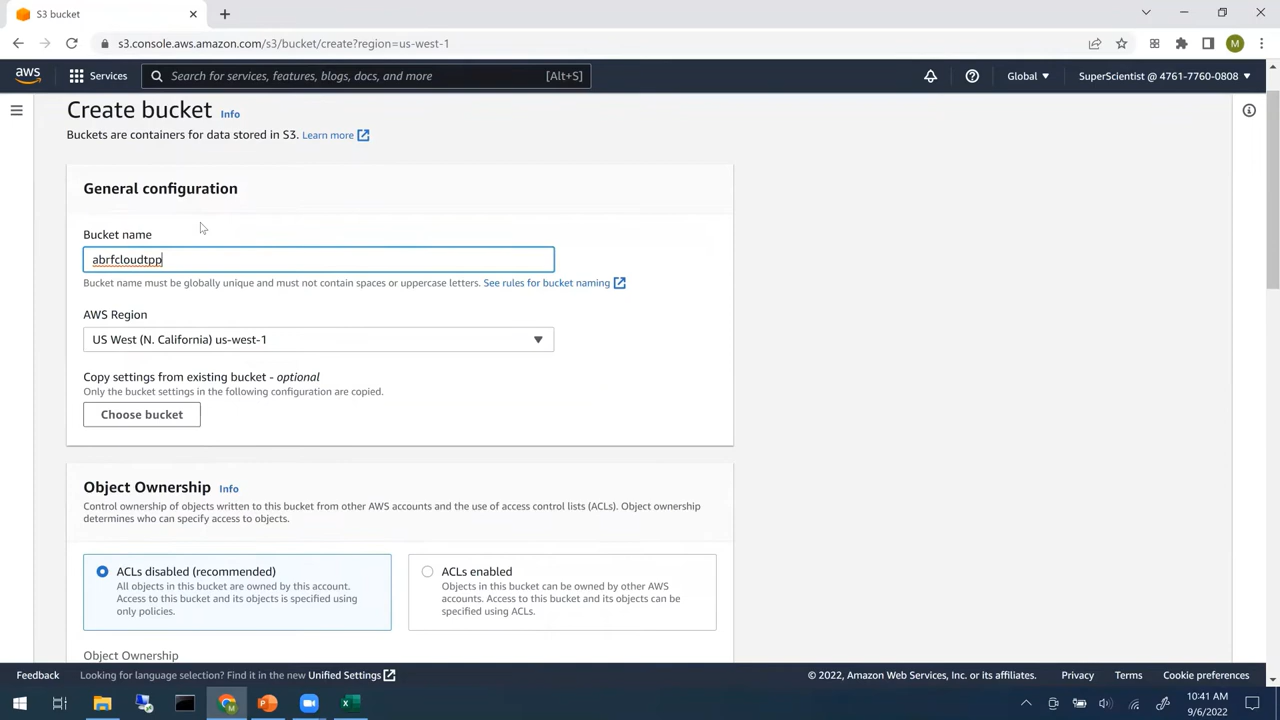 S3 bucket
s3.console.aws.amazon.com/s3/bucket/create?region=us-west-1
M
aws
Services
Search for services, features, blogs, docs, and more
[Alt+S]
Global
SuperScientist @ 4761-7760-0808
Create bucket Info
Buckets are containers for data stored in S3. Learn more
General configuration
Bucket name
abrfcloudtpp
Bucket name must be globally unique and must not contain spaces or uppercase letters. See rules for bucket naming
AWS Region
US West (N. California) us-west-1
Copy settings from existing bucket - optional
Only the bucket settings in the following configuration are copied.
Choose bucket
Object Ownership Info
Control ownership of objects written to this bucket from other AWS accounts and the use of access control lists (ACLs). Object ownership
determines who can specify access to objects.
ACLs disabled (recommended)
All objects in this bucket are owned by this account.
Access to this bucket and its objects is specified using
only policies.
ACLs enabled
Objects in this bucket can be owned by other AWS
accounts. Access to this bucket and its objects can be
specified using ACLs.
Object Ownership
Feedback
Looking for language selection? Find it in the new Unified Settings
© 2022, Amazon Web Services, Inc. or its affiliates.
Privacy
Terms
Cookie preferences
10:41 AM
9/6/2022